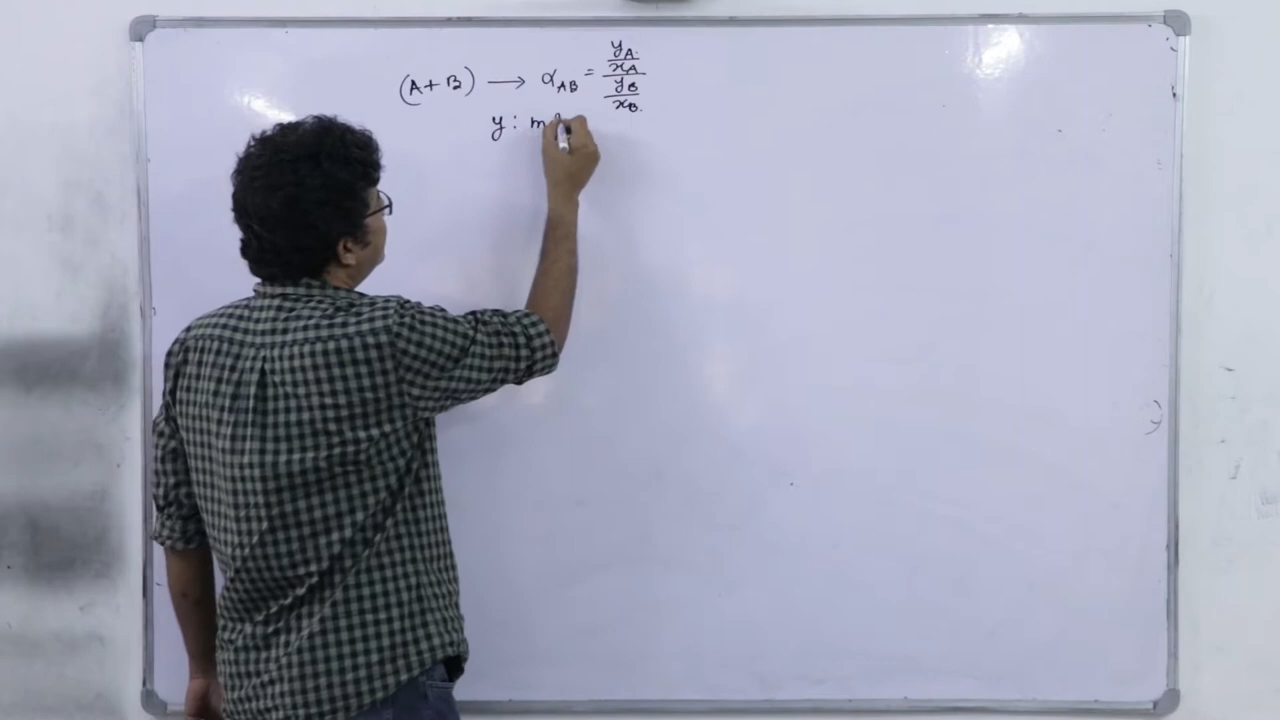 (A+B) → α_AB = (y_A/x_A)/(y_B/x_B)
y :